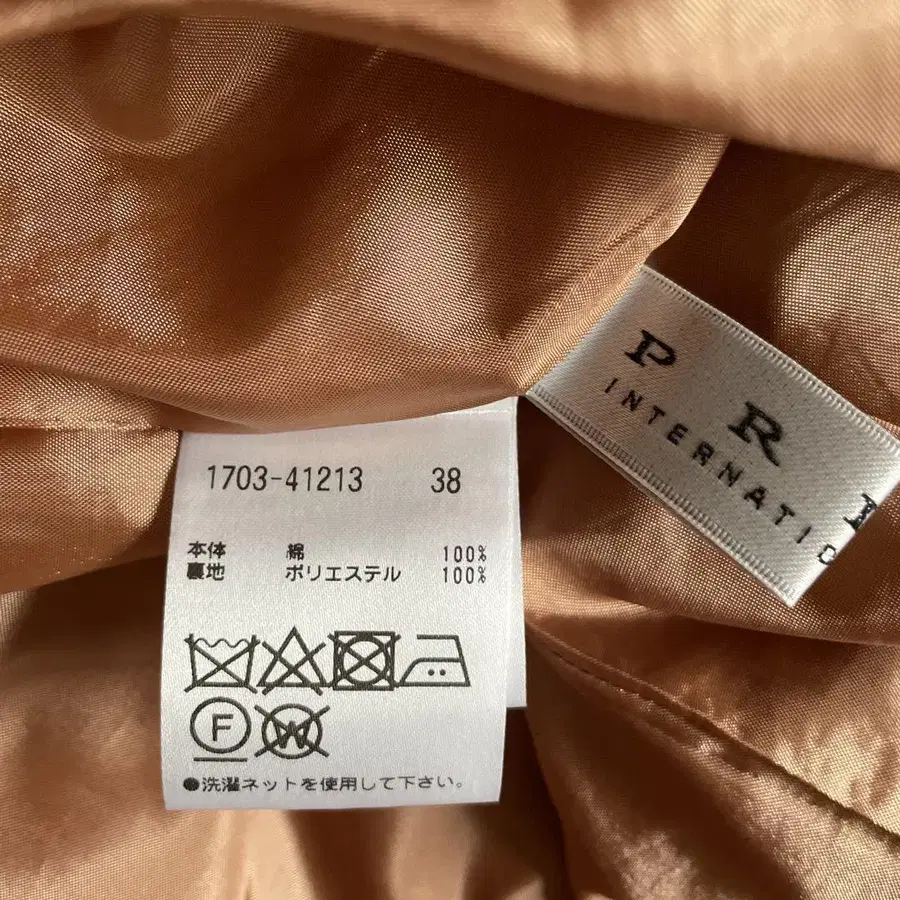 1703-41213 38
本体 綿 100%
裏地 ポリエステル 100%
F
W
●洗濯ネットを使用して下さい。
P R
INTERNATIO